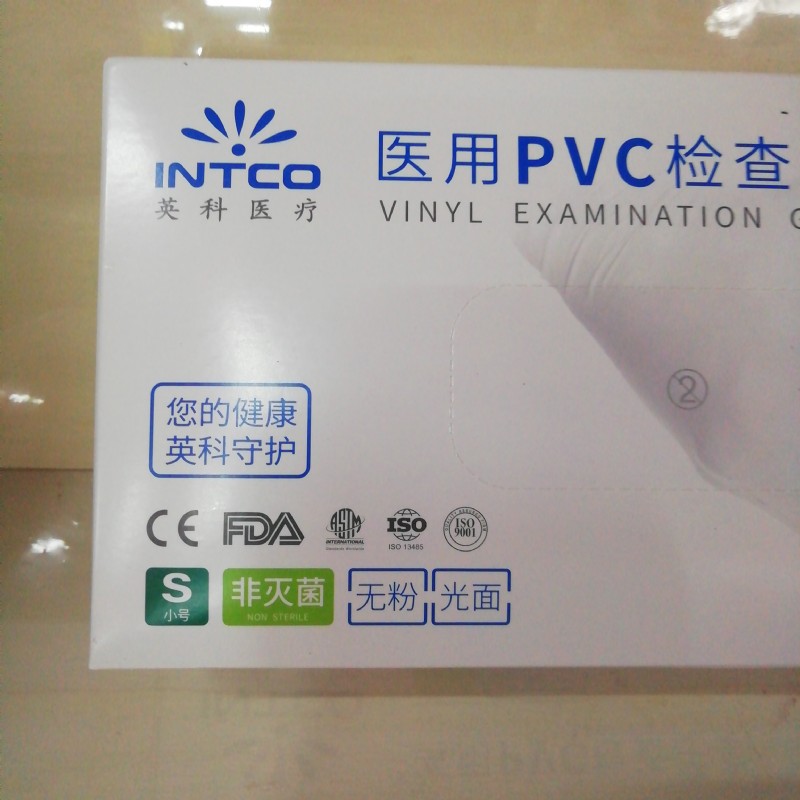 INTCO
英科医疗
医用PVC检查
VINYL EXAMINATION
2
您的健康
英科守护
CE FDA ASTM INTERNATIONAL ISO ISO 13485 ISO 9001
S
小号
非灭菌
NON STERILE
无粉
光面